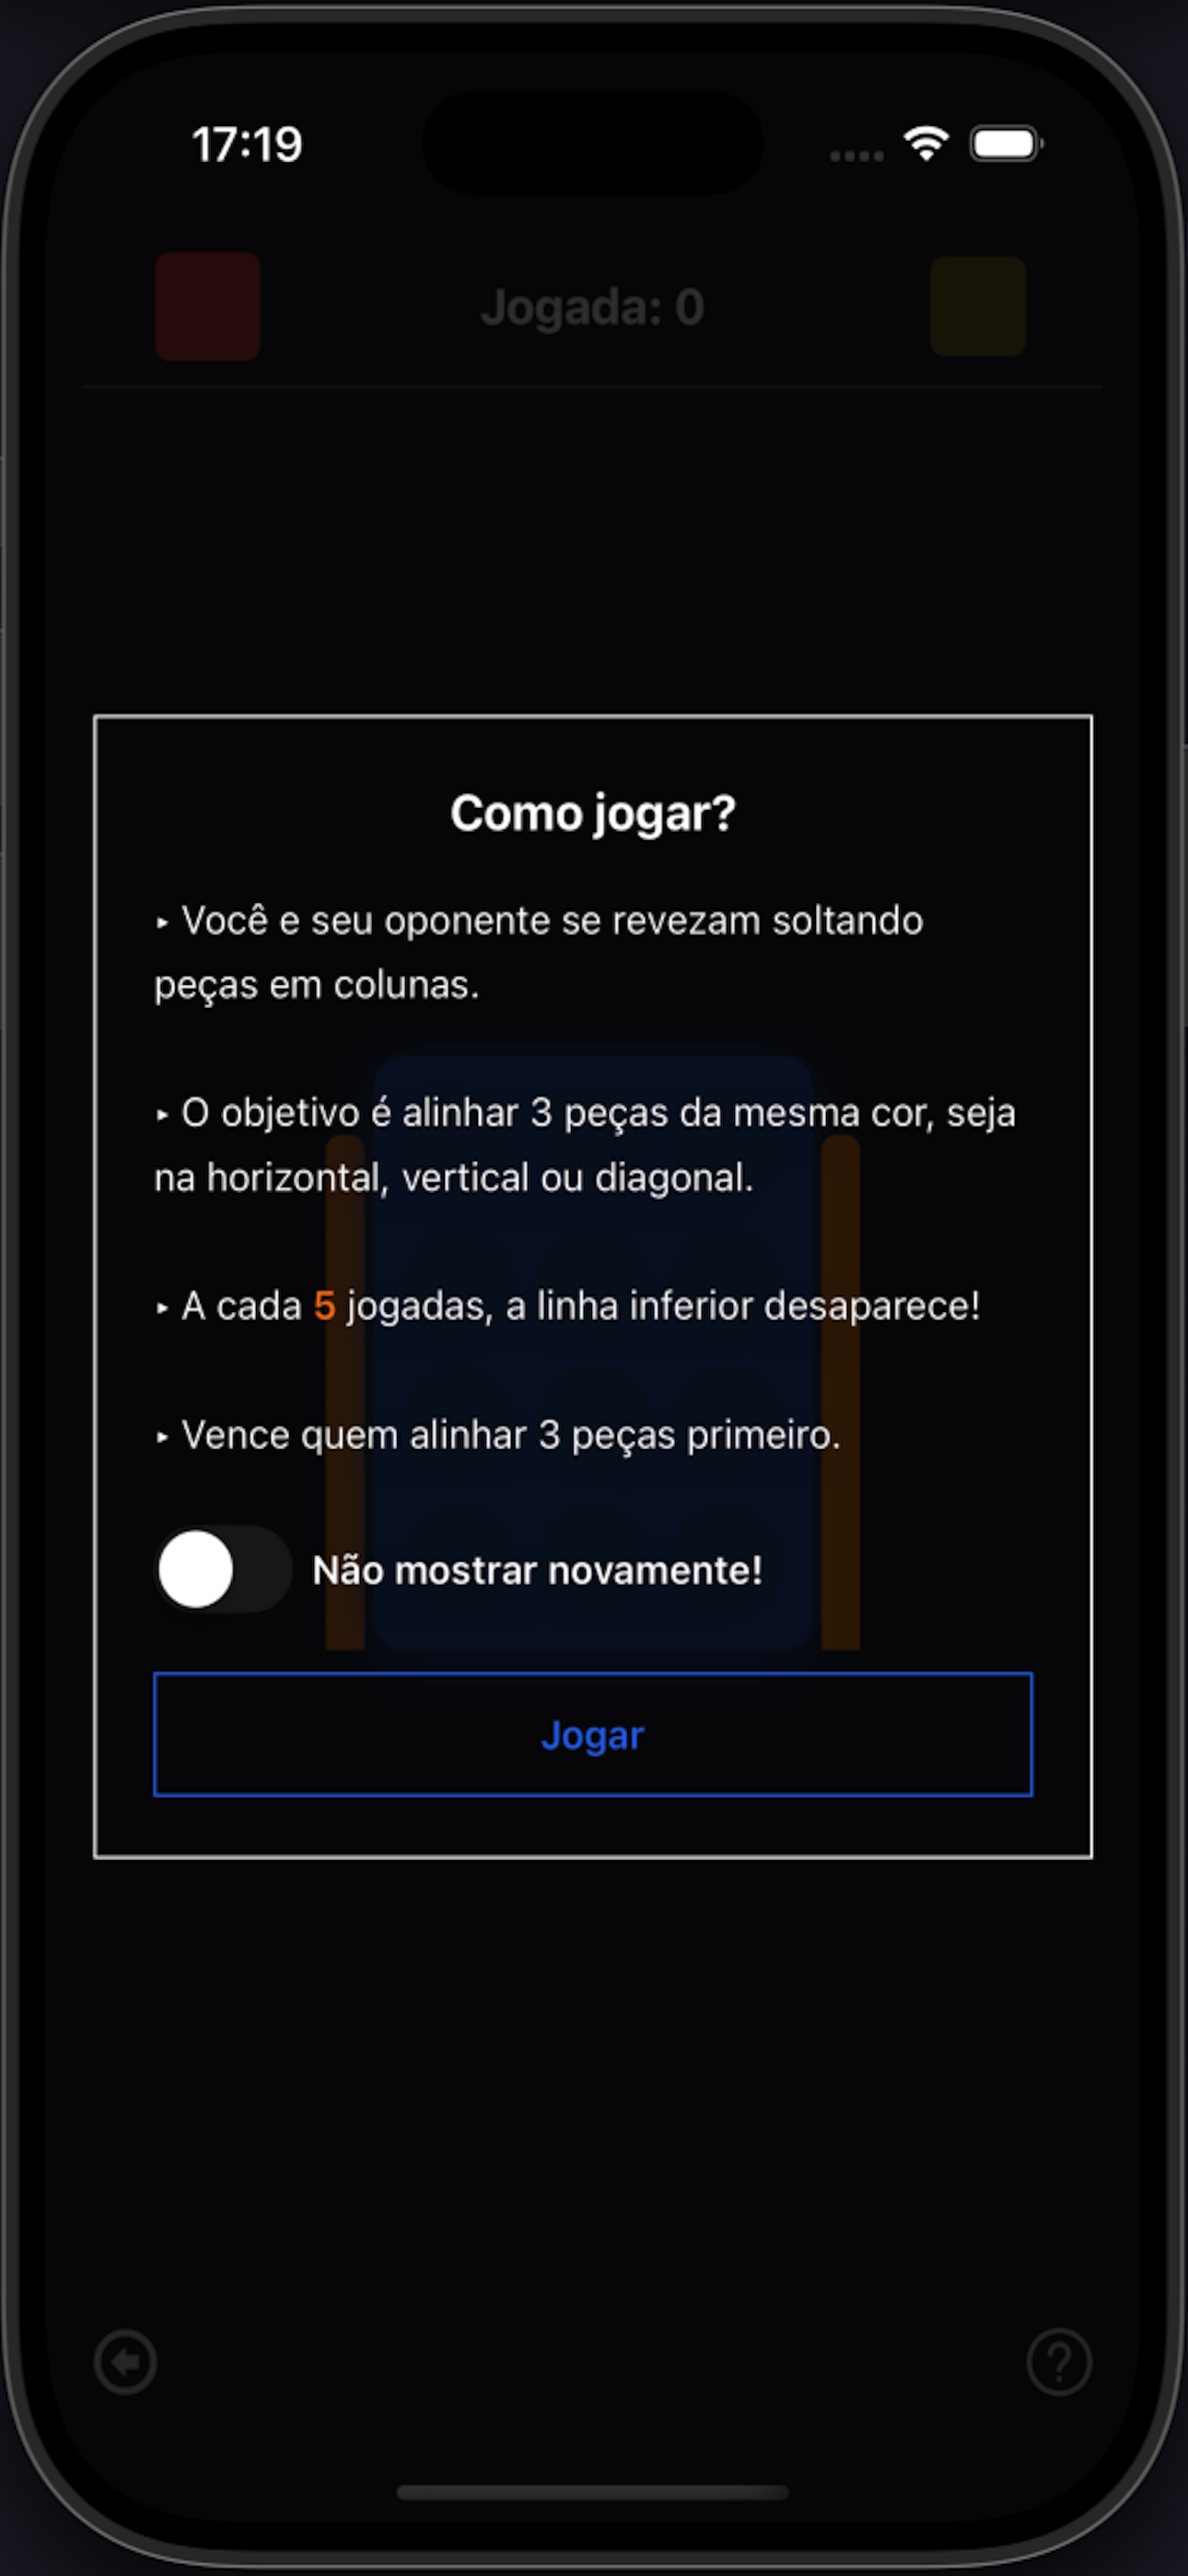 17:19
Jogada: 0
Como jogar?
‣ Você e seu oponente se revezam soltando
peças em colunas.
‣ O objetivo é alinhar 3 peças da mesma cor, seja
na horizontal, vertical ou diagonal.
‣ A cada 5 jogadas, a linha inferior desaparece!
‣ Vence quem alinhar 3 peças primeiro.
Não mostrar novamente!
Jogar
?